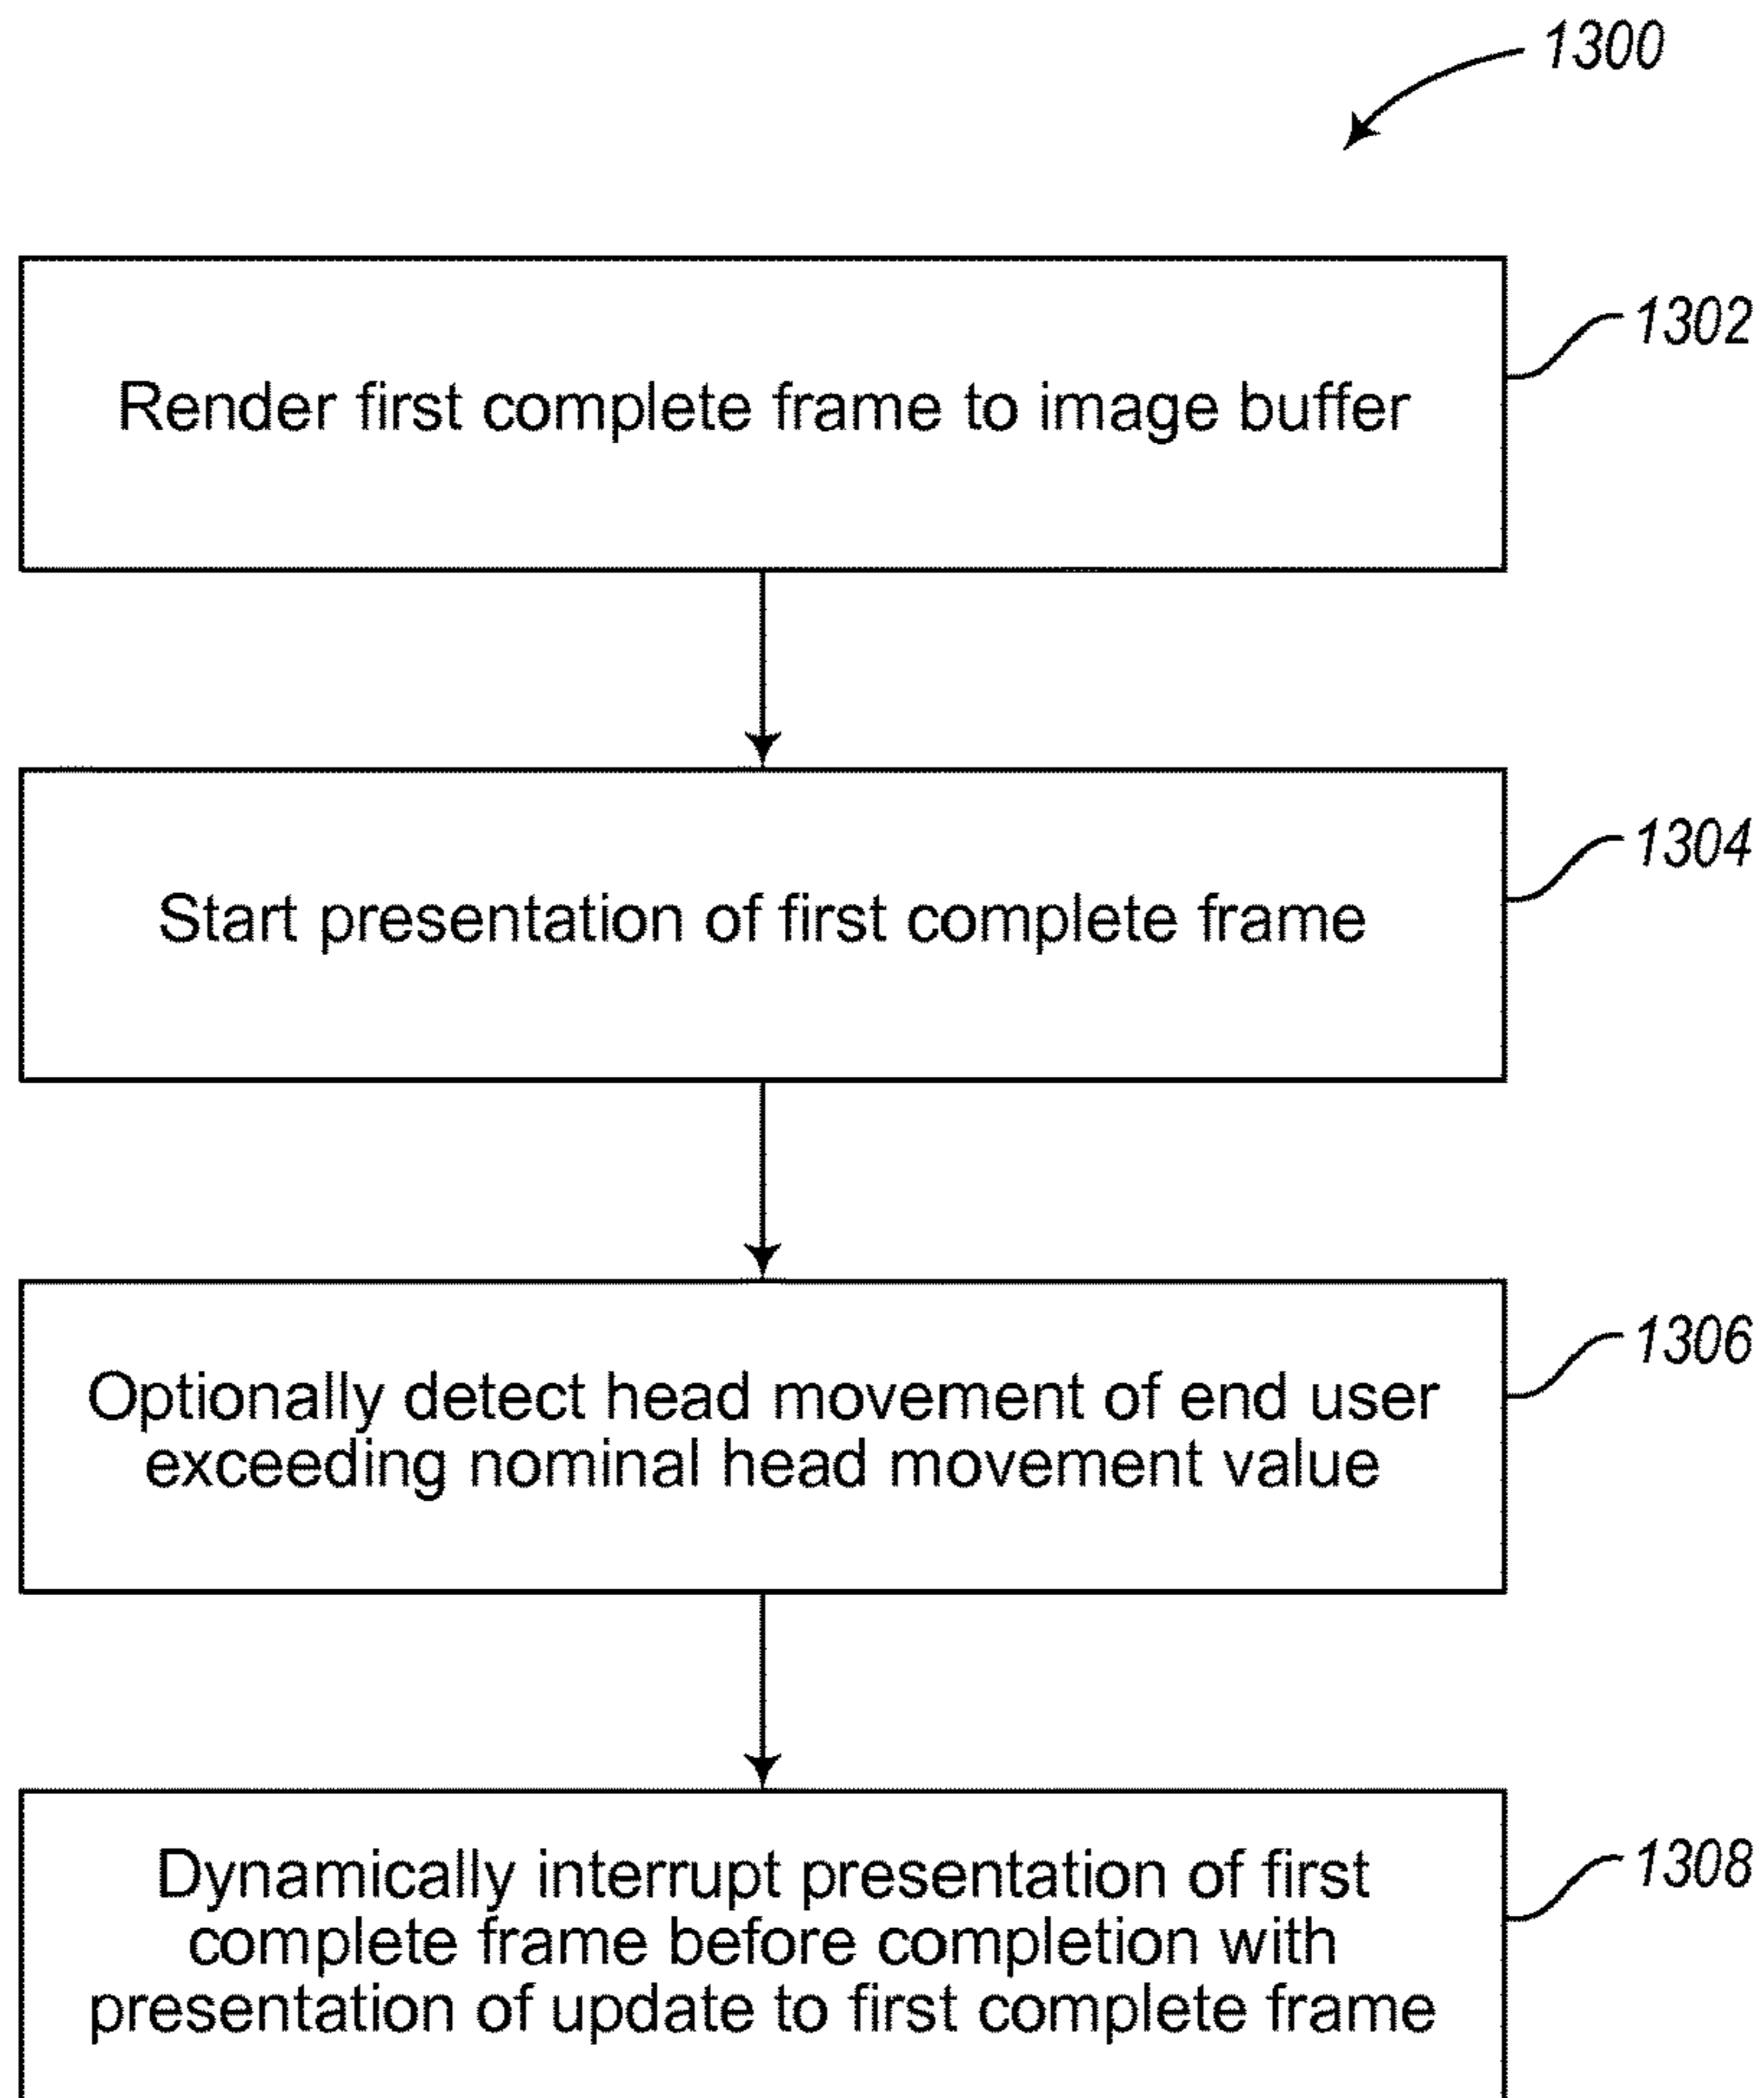 1300
Render first complete frame to image buffer
1302
Start presentation of first complete frame
1304
Optionally detect head movement of end user
exceeding nominal head movement value
1306
Dynamically interrupt presentation of first
complete frame before completion with
presentation of update to first complete frame
1308